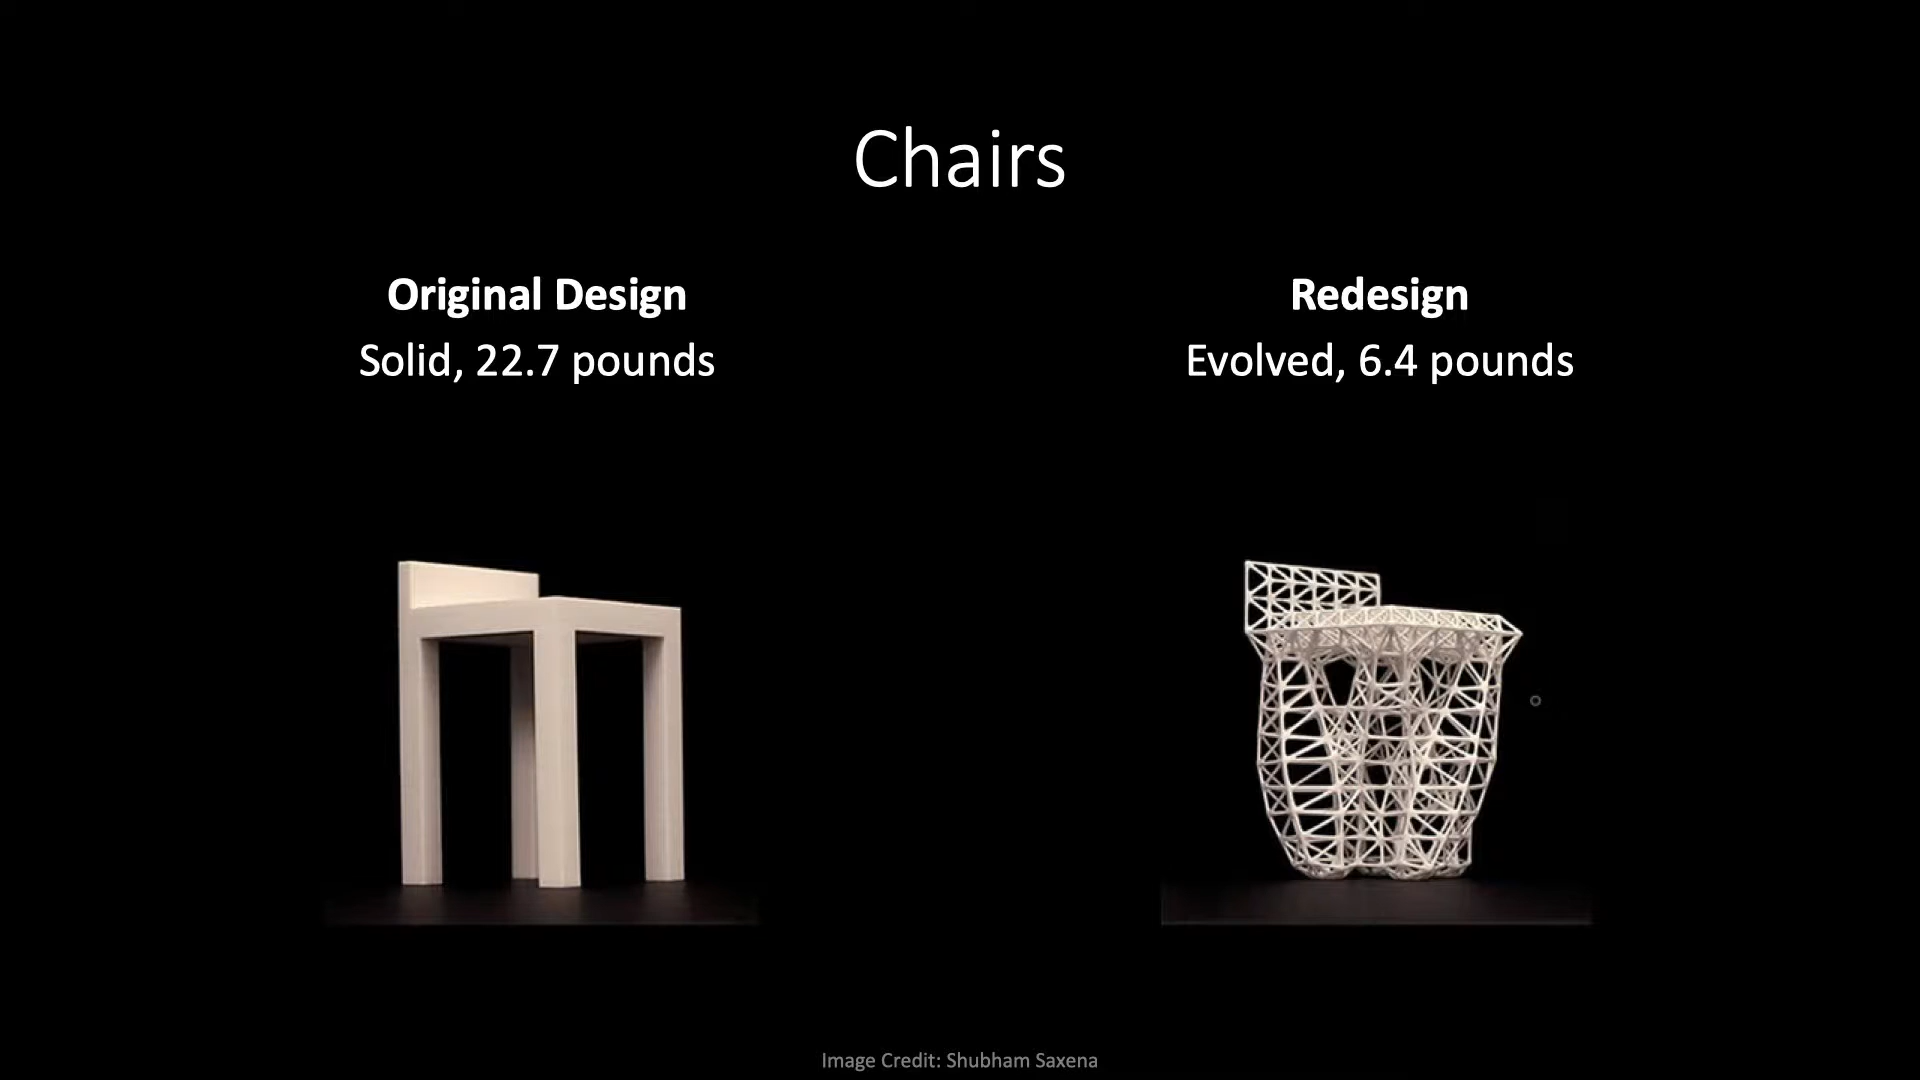 Chairs
Original Design
Solid, 22.7 pounds
Redesign
Evolved, 6.4 pounds
Image Credit: Shubham Saxena